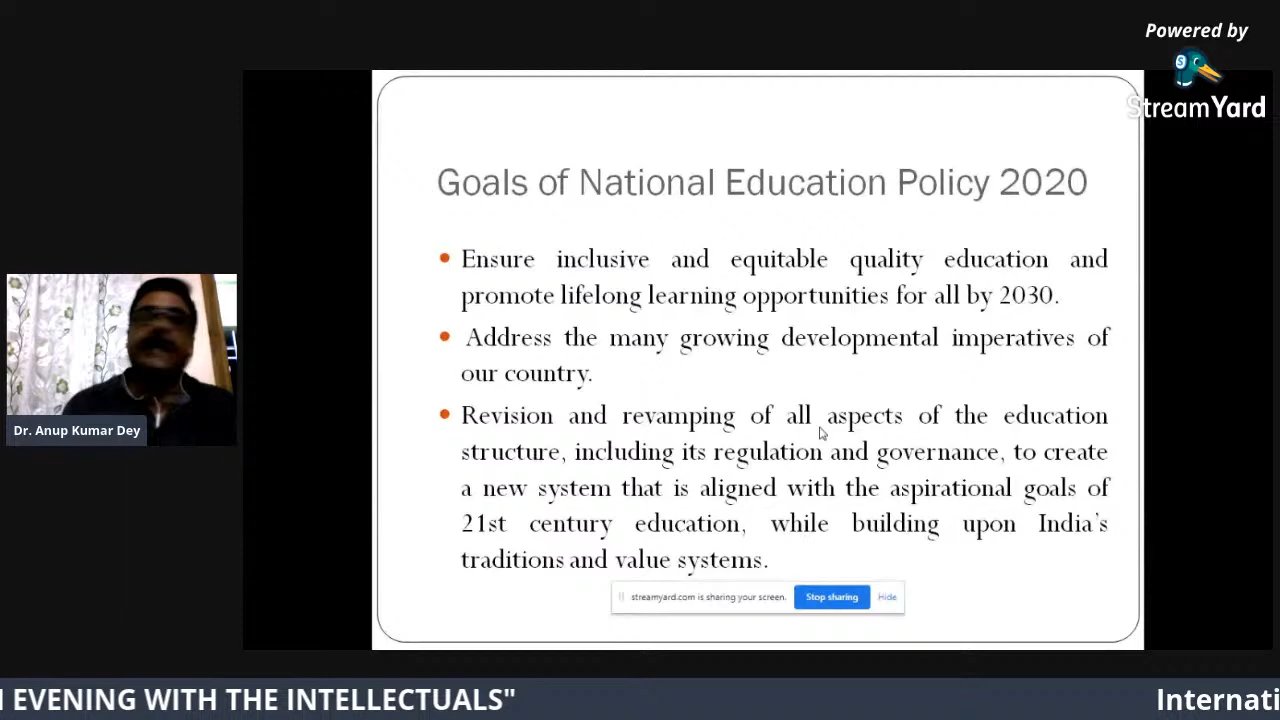 Powered by
StreamYard
Goals of National Education Policy 2020
• Ensure inclusive and equitable quality education and
promote lifelong learning opportunities for all by 2030.
• Address the many growing developmental imperatives of
our country.
• Revision and revamping of all aspects of the education
structure, including its regulation and governance, to create
a new system that is aligned with the aspirational goals of
21st century education, while building upon India's
traditions and value systems.
streamyard.com is sharing your screen. Stop sharing Hide
Dr. Anup Kumar Dey
EVENING WITH THE INTELLECTUALS" Internati